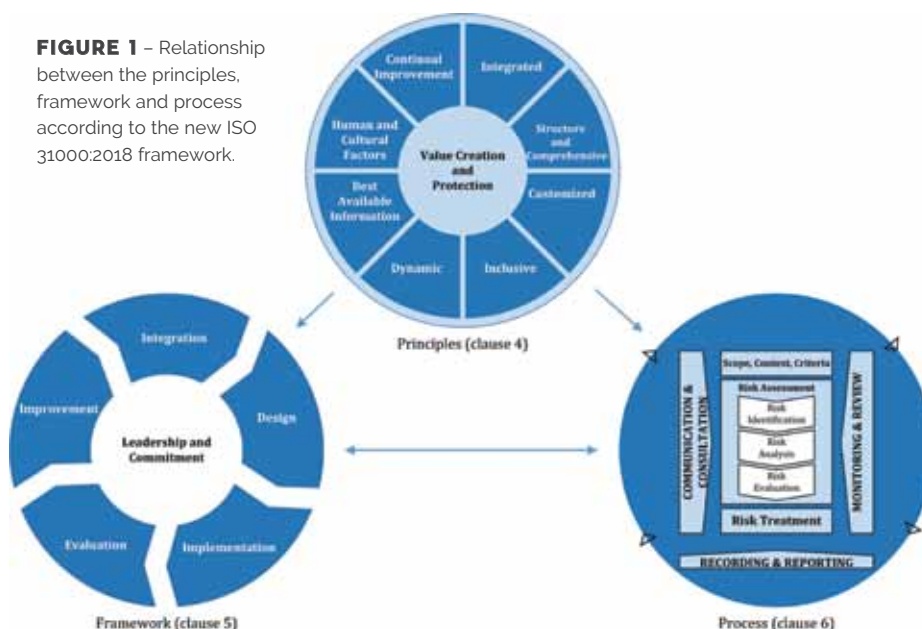 FIGURE 1 – Relationship
between the principles,
framework and process
according to the new ISO
31000:2018 framework.
Continual
Improvement
Integrated
Human and
Cultural
Factors
Structure
and
Comprehensive
Value Creation
and
Protection
Best
Available
Information
Customized
Dynamic
Inclusive
Principles (clause 4)
Integration
Improvement
Design
Leadership and
Commitment
Evaluation
Implementation
Framework (clause 5)
COMMUNICATION &
CONSULTATION
Scope, Context, Criteria
Risk Assessment
Risk
Identification
Risk
Analysis
Risk
Evaluation
Risk Treatment
MONITORING & REVIEW
RECORDING & REPORTING
Process (clause 6)